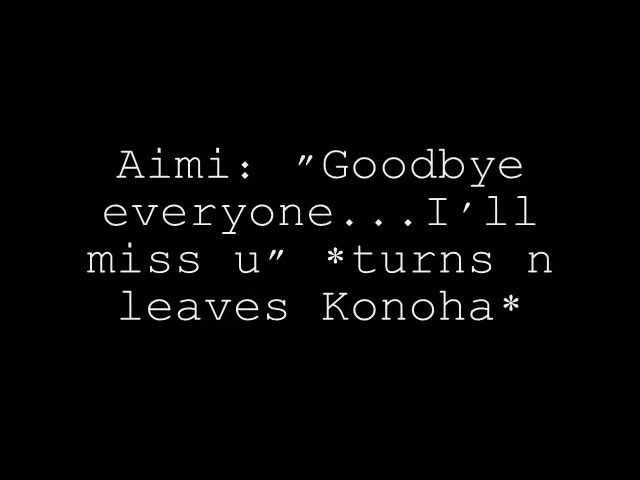 Aimi: "Goodbye
everyone...I'll
miss u" *turns n
leaves Konoha*